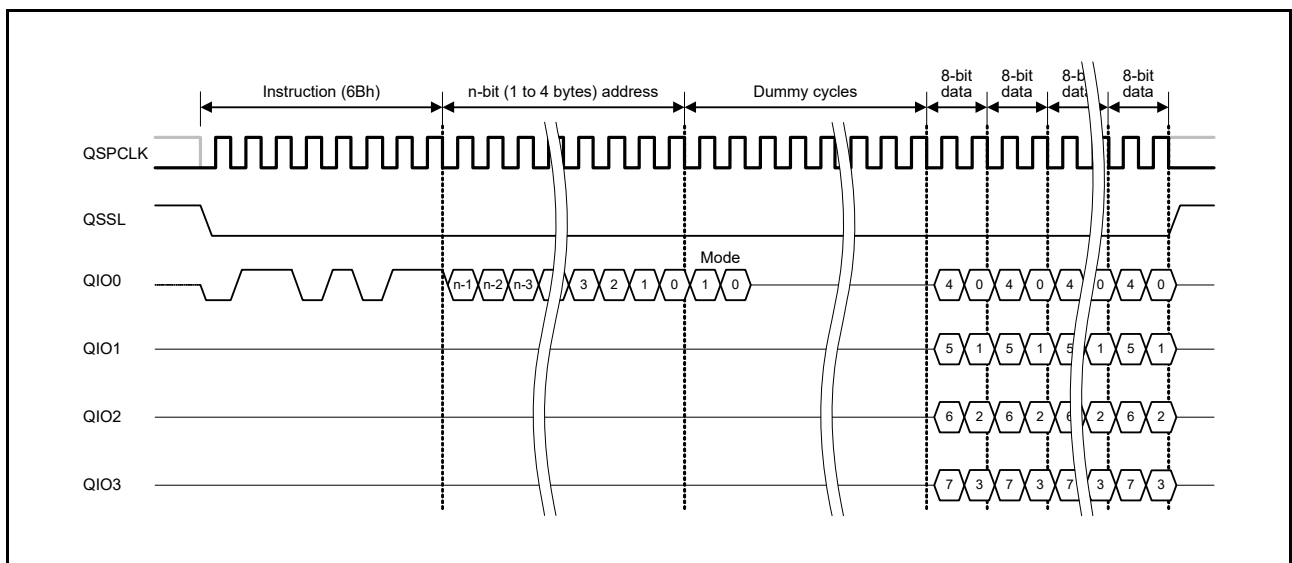 8-bit 8-bit 8-b 8-bit
Instruction (6Bh) n-bit (1 to 4 bytes) address Dummy cycles data data data data
QSPCLK
QSSL
Mode
QIO0 n-1 n-2 n-3 3 2 1 0 1 0 4 0 4 0 4 0 4 0
QIO1 5 1 5 1 5 1 5 1
QIO2 6 2 6 2 6 2 6 2
QIO3 7 3 7 3 7 3 7 3